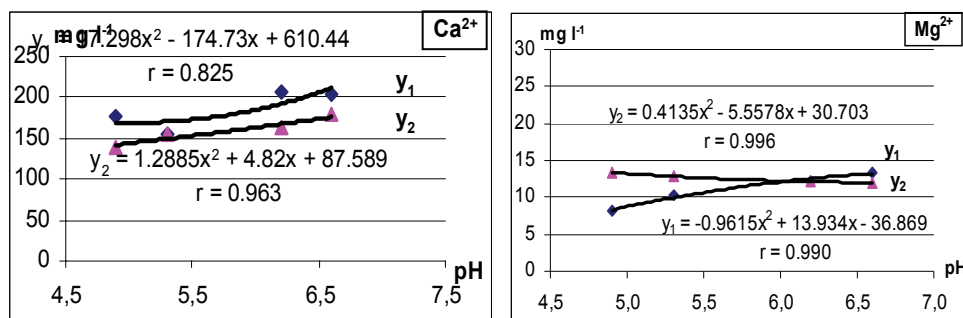 Ca²⁺
mg l⁻¹
y₁ = 17.298x² - 174.73x + 610.44
r = 0.825
250
200
150
100
50
0
y₁
y₂
y₂ = 1.2885x² + 4.82x + 87.589
r = 0.963
pH
4,5 5,5 6,5 7,5
Mg²⁺
mg l⁻¹
30
25
20
15
10
5
0
y₂ = 0.4135x² - 5.5578x + 30.703
r = 0.996
y₁
y₂
y₁ = -0.9615x² + 13.934x - 36.869
r = 0.990
pH
4,5 5,0 5,5 6,0 6,5 7,0